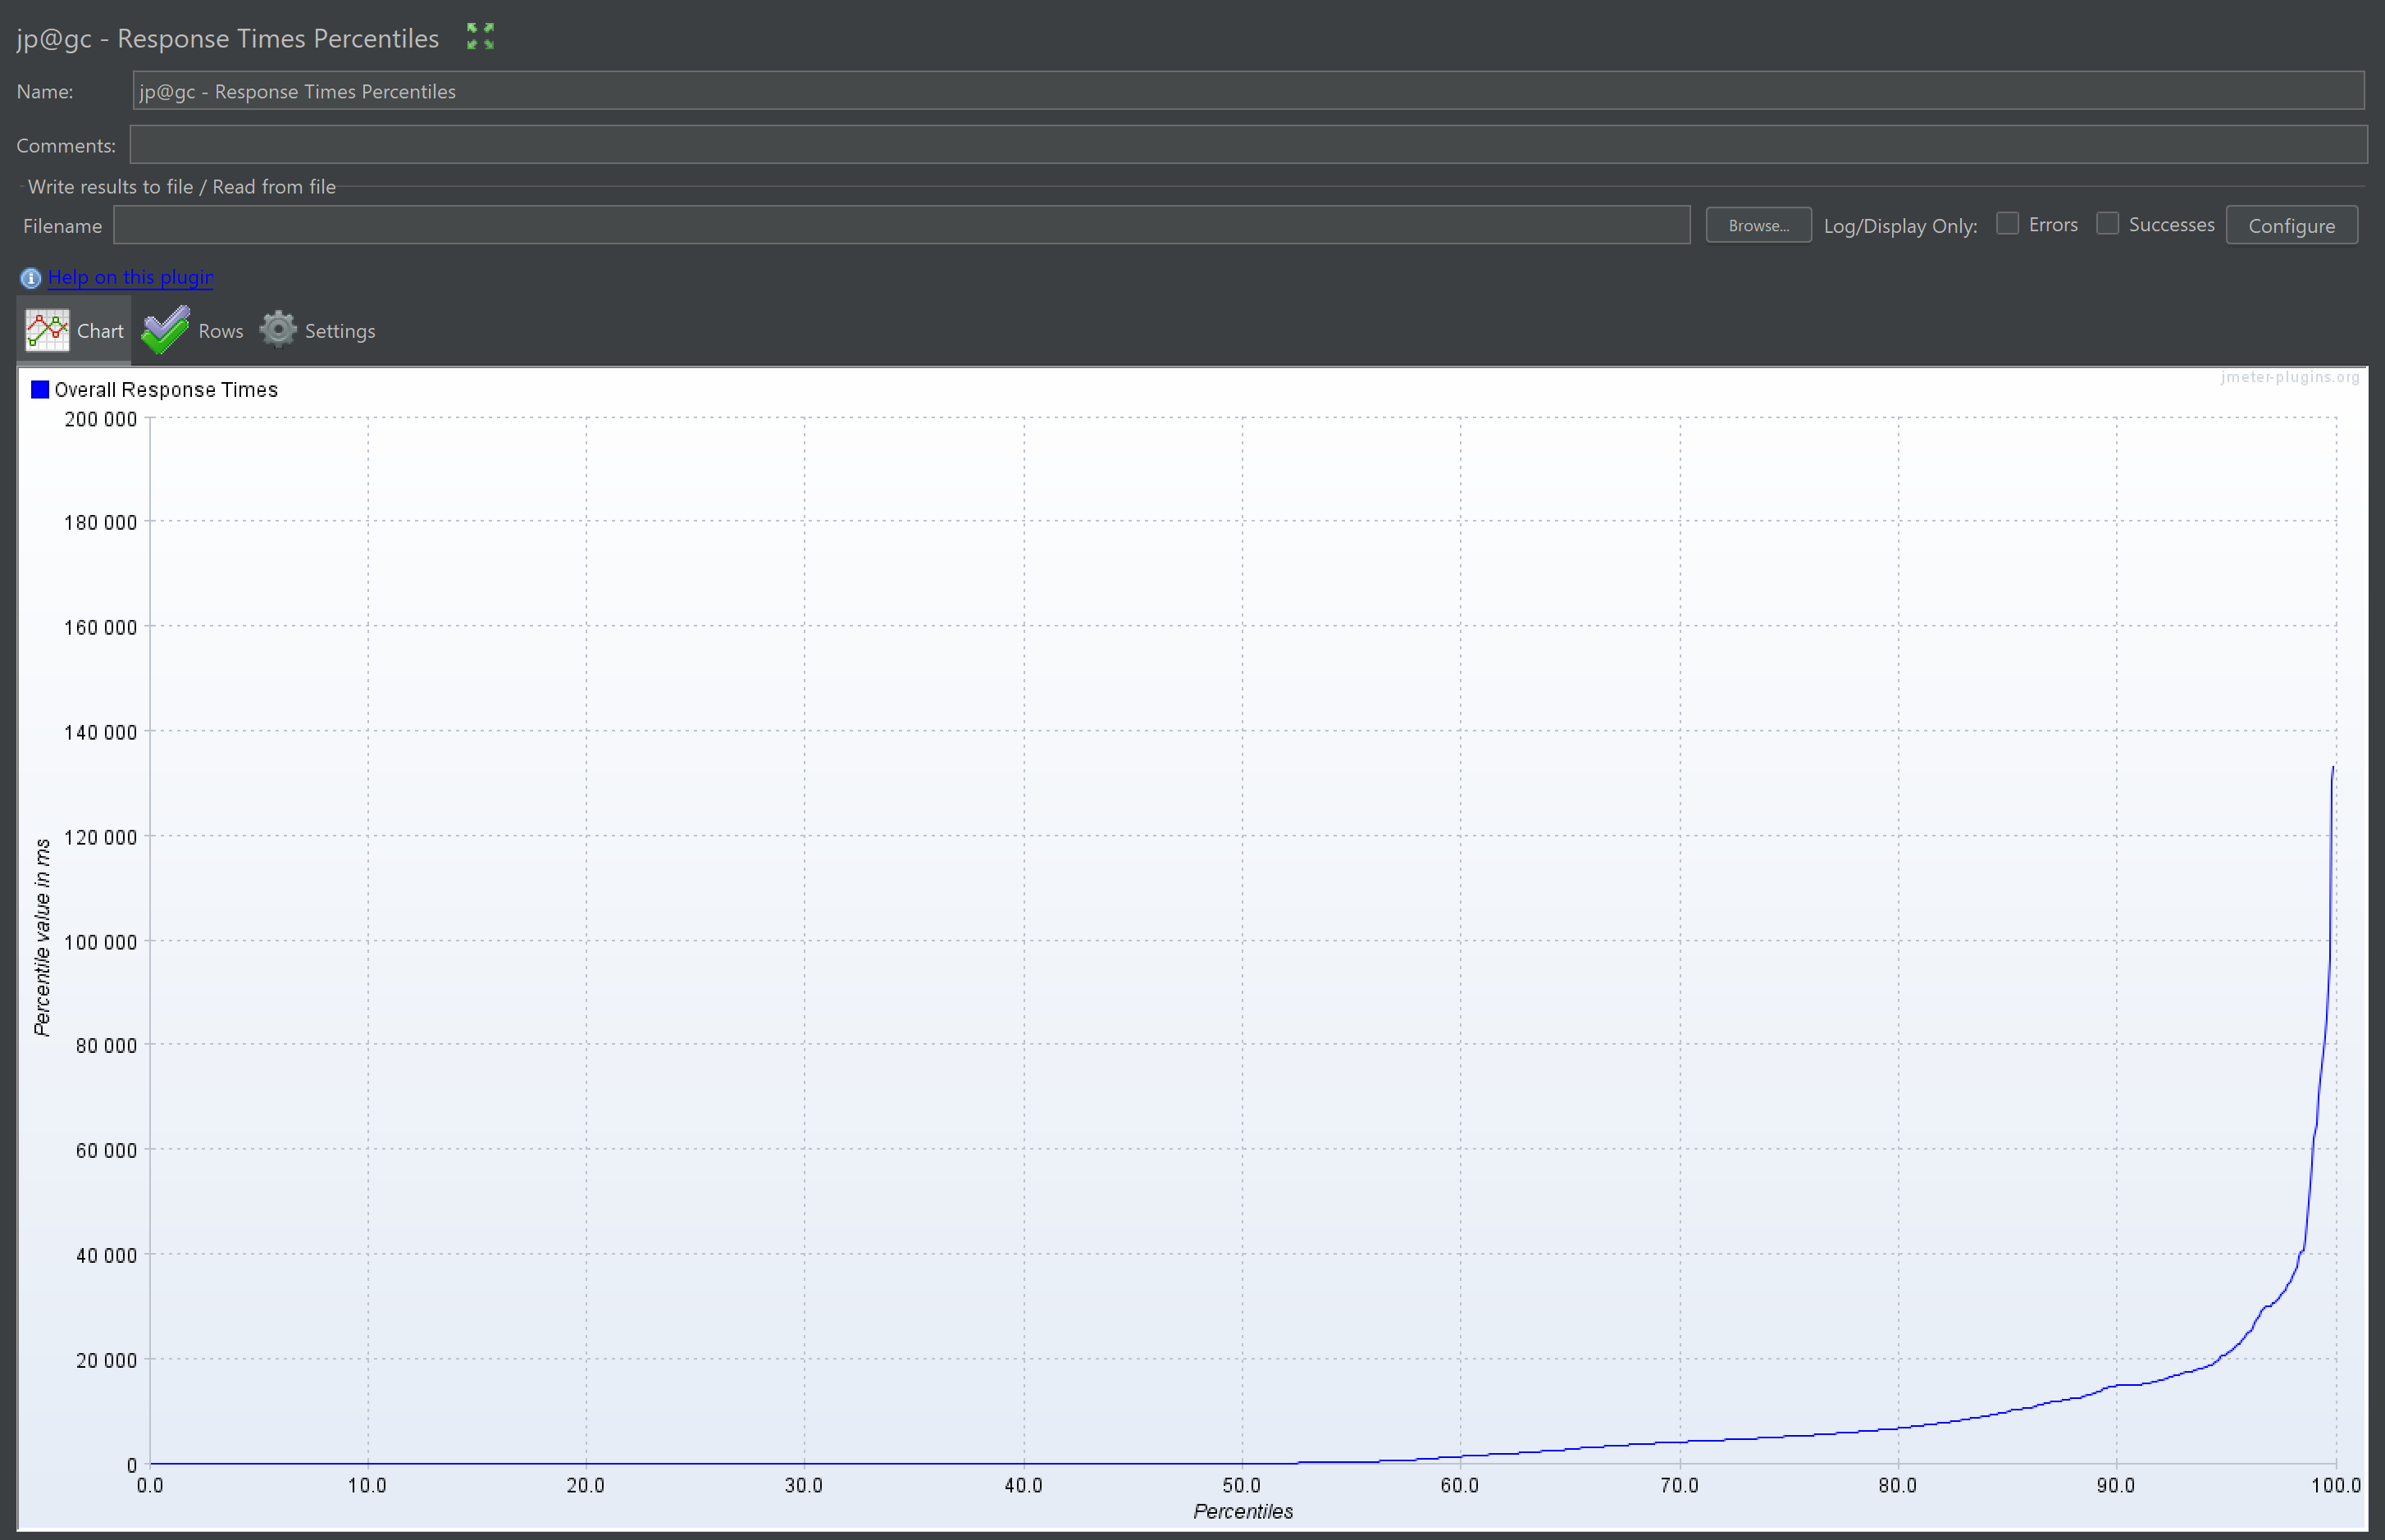 jp@gc - Response Times Percentiles
Name: jp@gc - Response Times Percentiles
Comments:
Write results to file / Read from file
Filename Browse... Log/Display Only: Errors Successes Configure
Help on this plugin
Chart Rows Settings
jmeter-plugins.org
Overall Response Times
200 000
180 000
160 000
140 000
120 000
100 000
80 000
60 000
40 000
20 000
0
Percentile value in ms
0.0 10.0 20.0 30.0 40.0 50.0 60.0 70.0 80.0 90.0 100.0
Percentiles